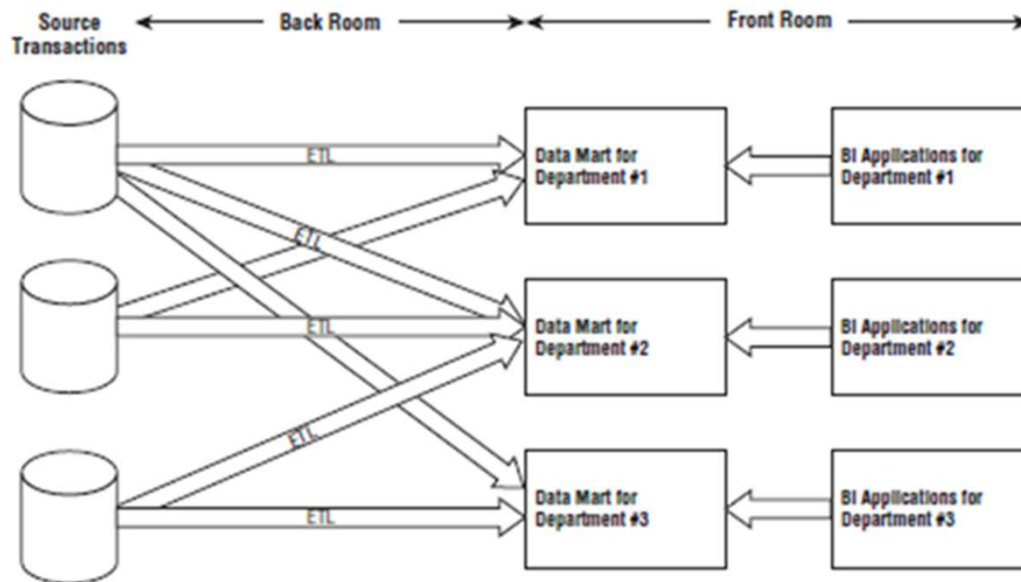 Source
Transactions
Back Room
Front Room
ETL
Data Mart for
Department #1
BI Applications for
Department #1
ETL
ETL
Data Mart for
Department #2
BI Applications for
Department #2
ETL
ETL
Data Mart for
Department #3
BI Applications for
Department #3